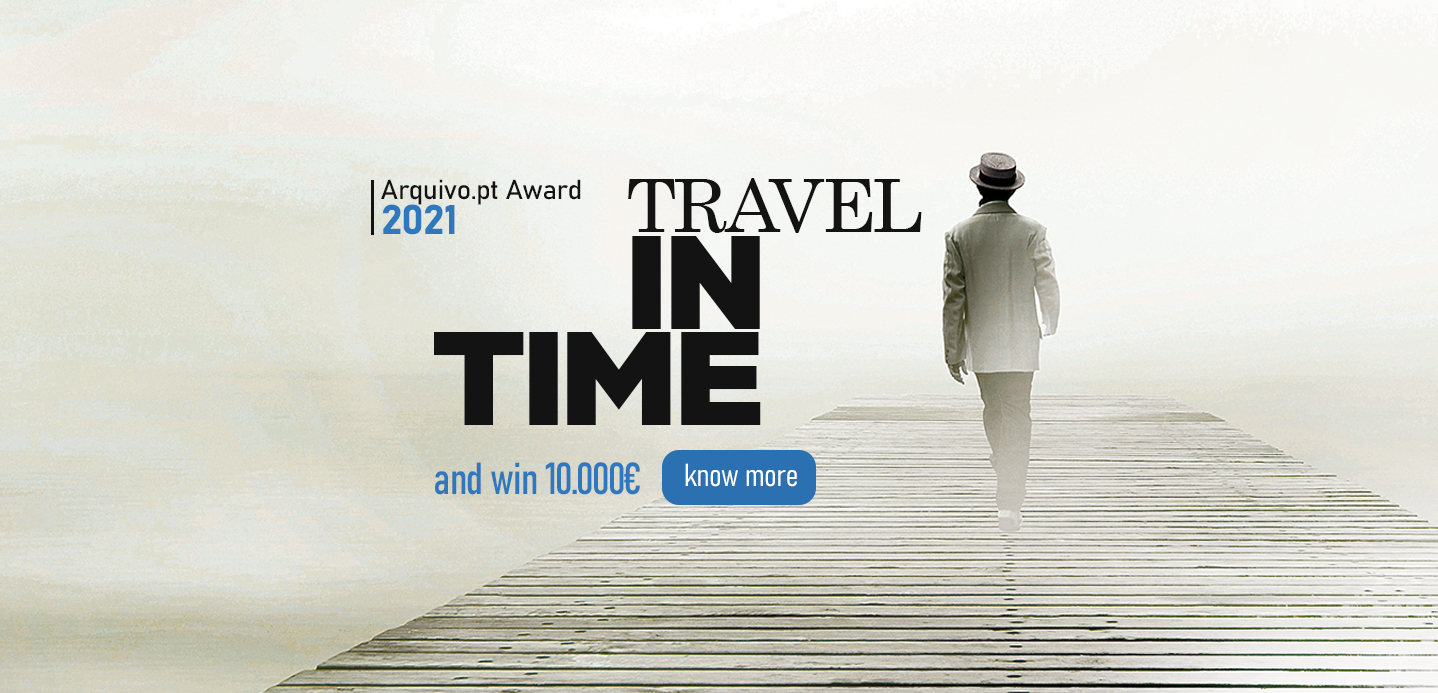 Arquivo.pt Award
2021
TRAVEL
IN
TIME
and win 10.000€
know more